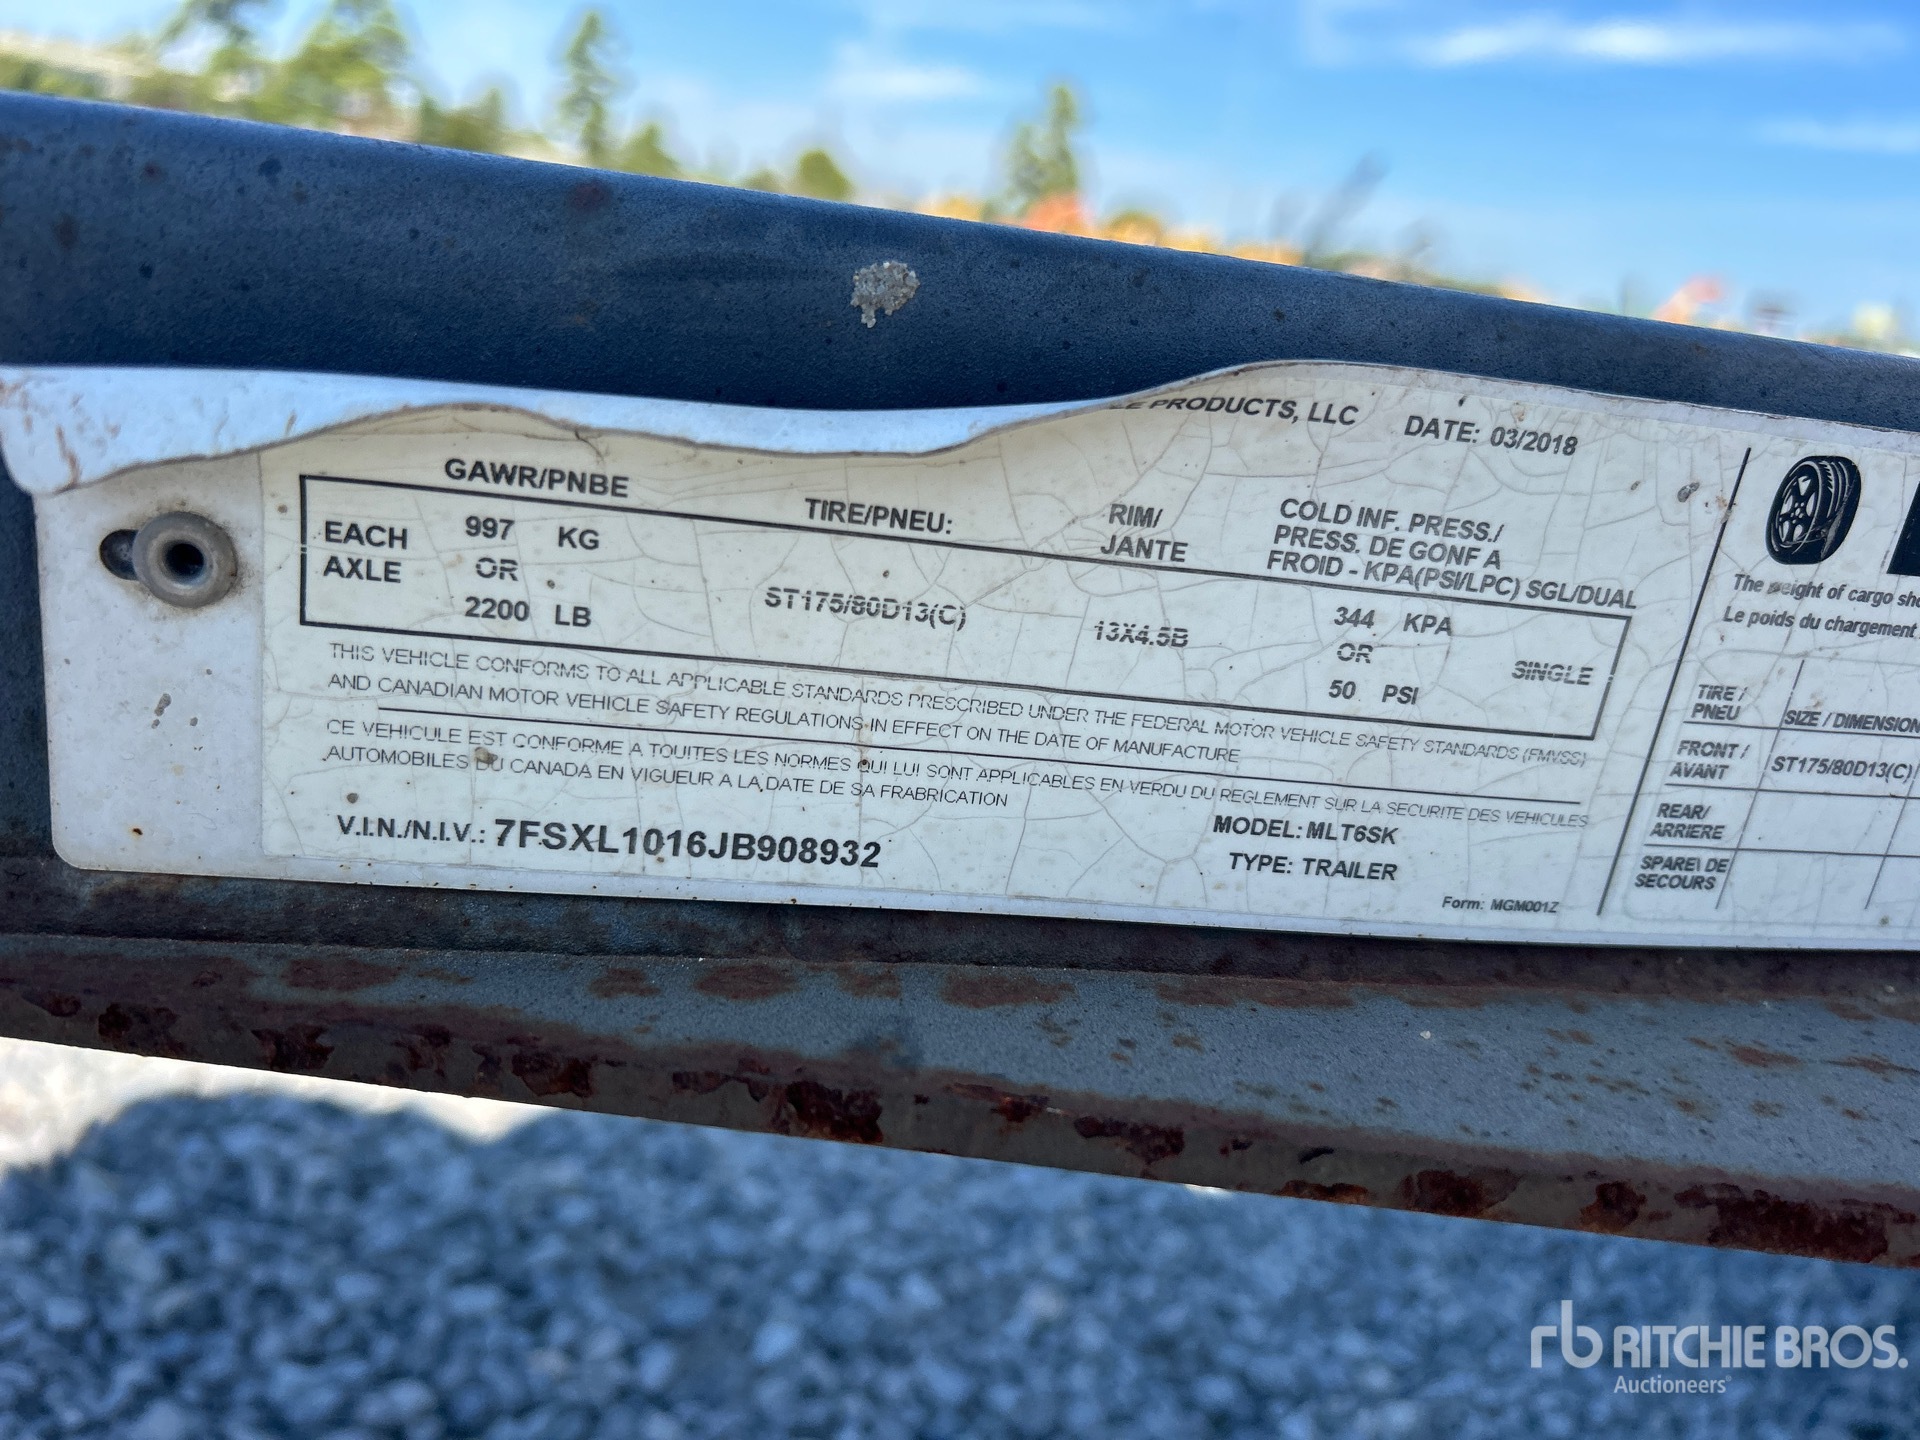 PRODUCTS, LLC DATE: 03/2018
GAWR/PNBE TIRE/PNEU: RIM/ JANTE COLD INF. PRESS./
PRESS. DE GONF A
FROID - KPA(PSI/LPC) SGL/DUAL
EACH AXLE 997 KG
OR
2200 LB
ST175/80D13(C)
13X4.5B
344 KPA
OR
50 PSI
SINGLE
THIS VEHICLE CONFORMS TO ALL APPLICABLE STANDARDS PRESCRIBED UNDER THE FEDERAL MOTOR VEHICLE SAFETY STANDARDS (FMVSS)
AND CANADIAN MOTOR VEHICLE SAFETY REGULATIONS IN EFFECT ON THE DATE OF MANUFACTURE
CE VEHICULE EST CONFORME A TOUITES LES NORMES QUI LUI SONT APPLICABLES EN VERDU DU REGLEMENT SUR LA SECURITE DES VEHICULES
AUTOMOBILES DU CANADA EN VIGUEUR A LA DATE DE SA FRABRICATION
V.I.N./N.I.V.: 7FSXL1016JB908932
MODEL: MLT6SK
TYPE: TRAILER
Form: MGM001Z
The weight of cargo
Le poids du chargement
TIRE / PNEU SIZE / DIMENSION
FRONT / AVANT ST175/80D13(C)
REAR/ ARRIERE
SPARE\ DE SECOURS
rb RITCHIE BROS.
Auctioneers